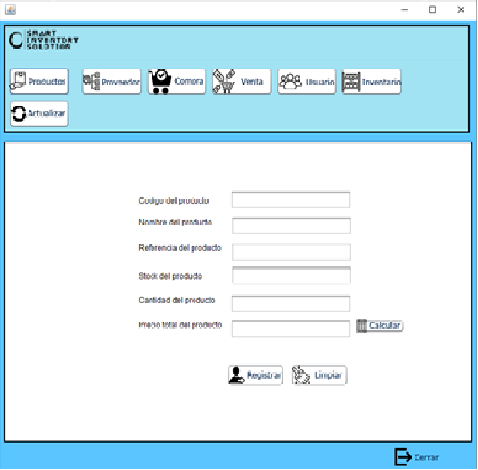 SMART
INVENTORY
SOLUTION
Productos
Proveedor
Compra
Venta
Usuario
Inventario
Actualizar
Codigo del producto
Nombre del producto
Referencia del producto
Stock del producto
Cantidad del producto
total del producto
Calcular
Registrar
Limpiar
Cerrar